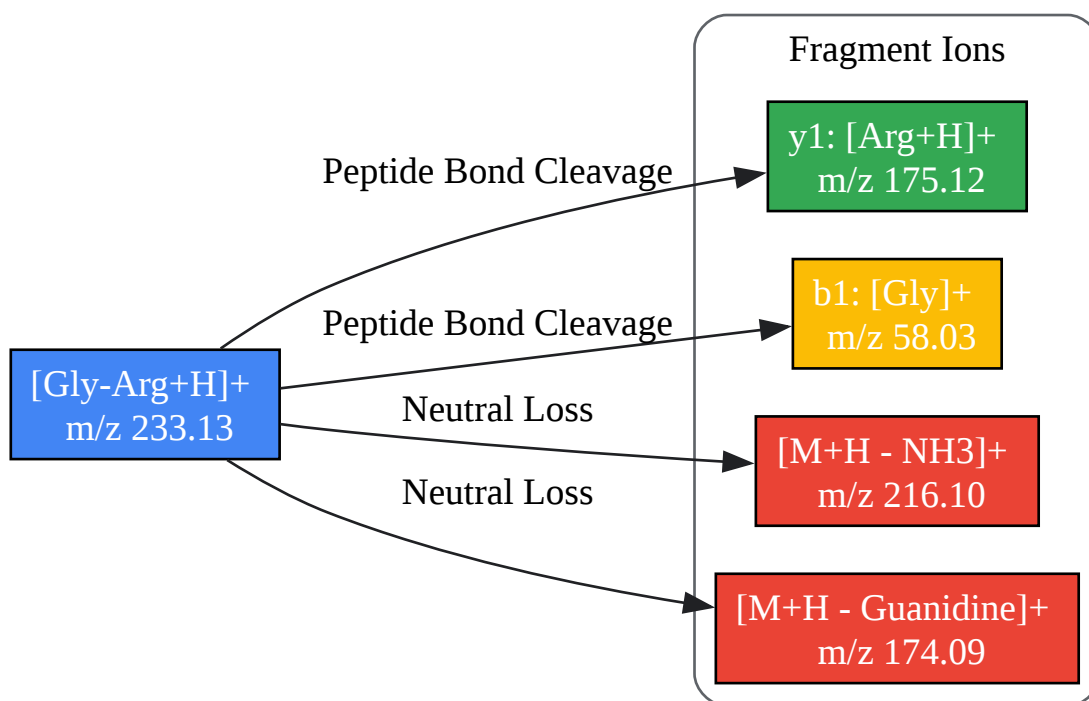 Fragment Ions
y1: [Arg+H]+
m/z 175.12
Peptide Bond Cleavage
b1: [Gly]+
m/z 58.03
Peptide Bond Cleavage
[Gly-Arg+H]+
m/z 233.13
Neutral Loss
[M+H - NH3]+
m/z 216.10
Neutral Loss
[M+H - Guanidine]+
m/z 174.09